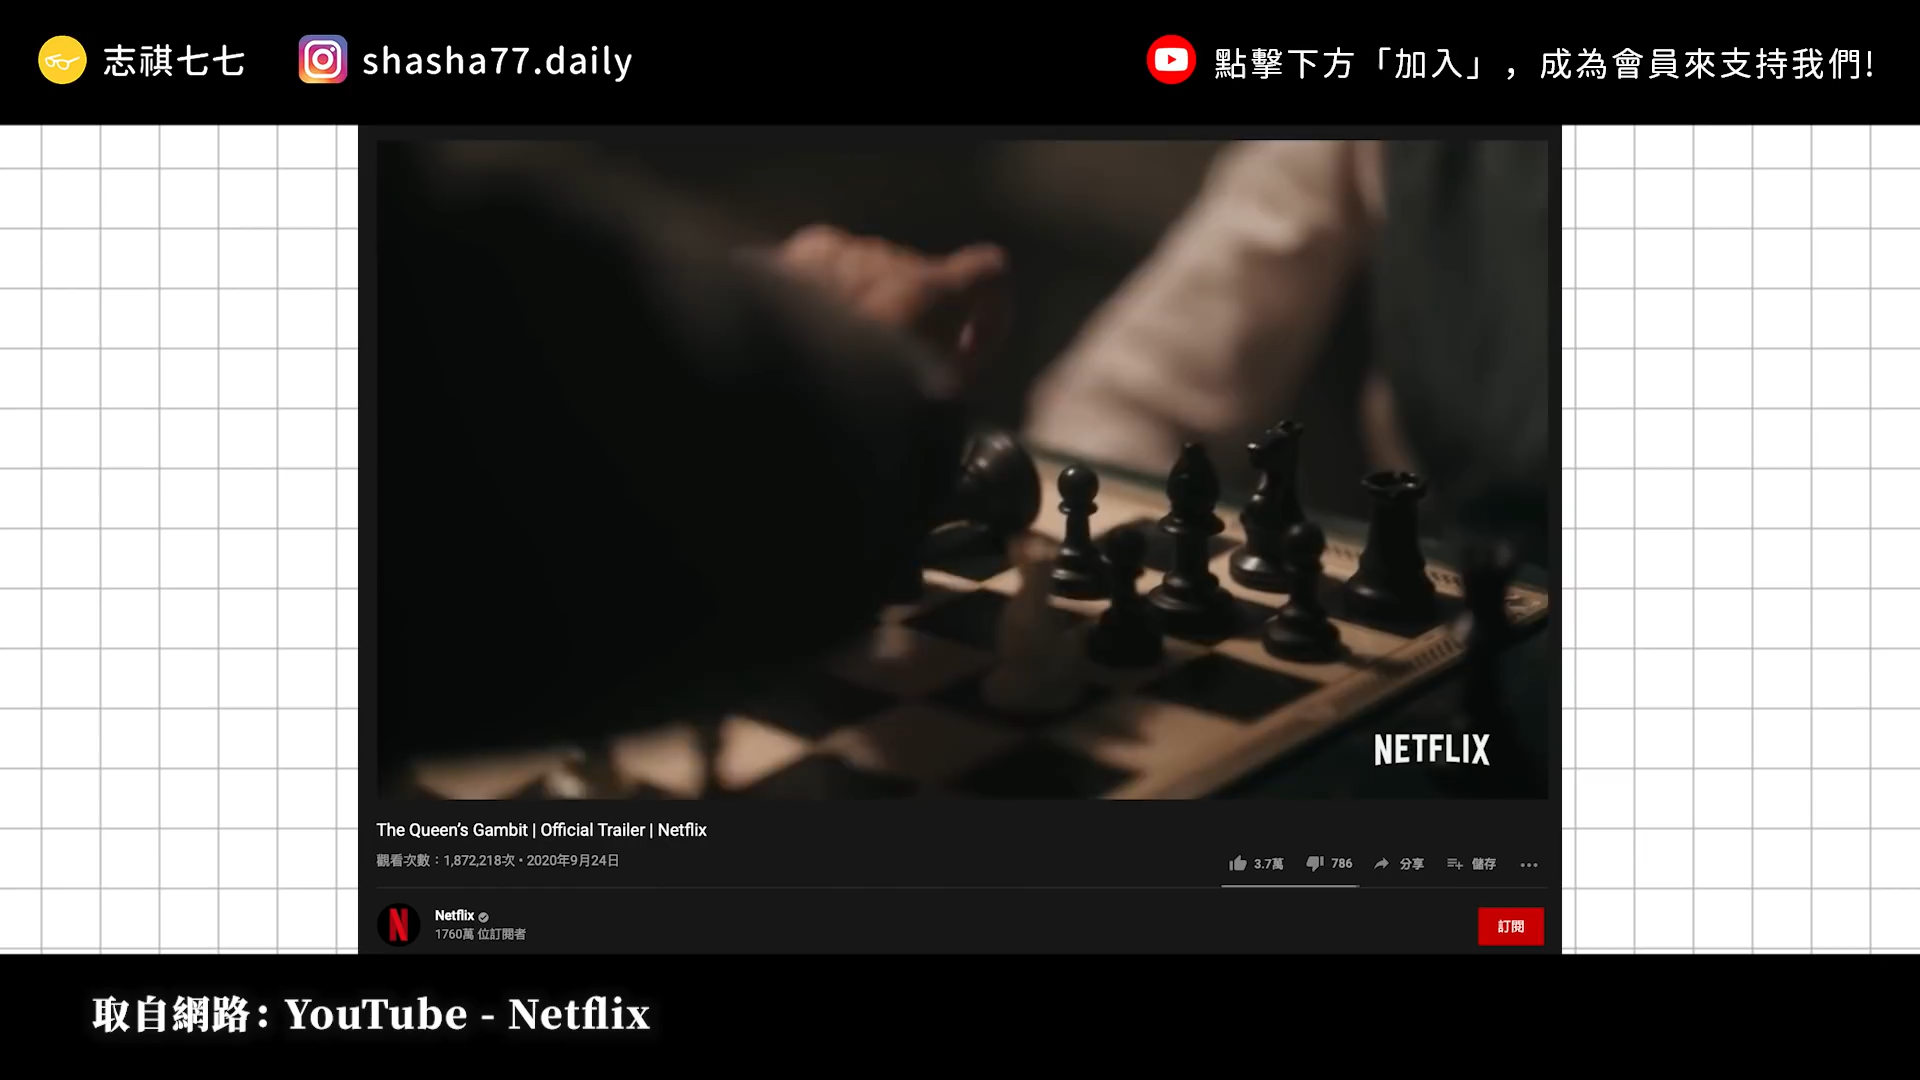 志祺七七
shasha77.daily
點擊下方「加入」，成為會員來支持我們!
NETFLIX
The Queen's Gambit | Official Trailer | Netflix
觀看次數：1,872,218次 • 2020年9月24日
3.7萬
786
分享
儲存
Netflix
1760萬 位訂閱者
訂閱
取自網路：YouTube - Netflix